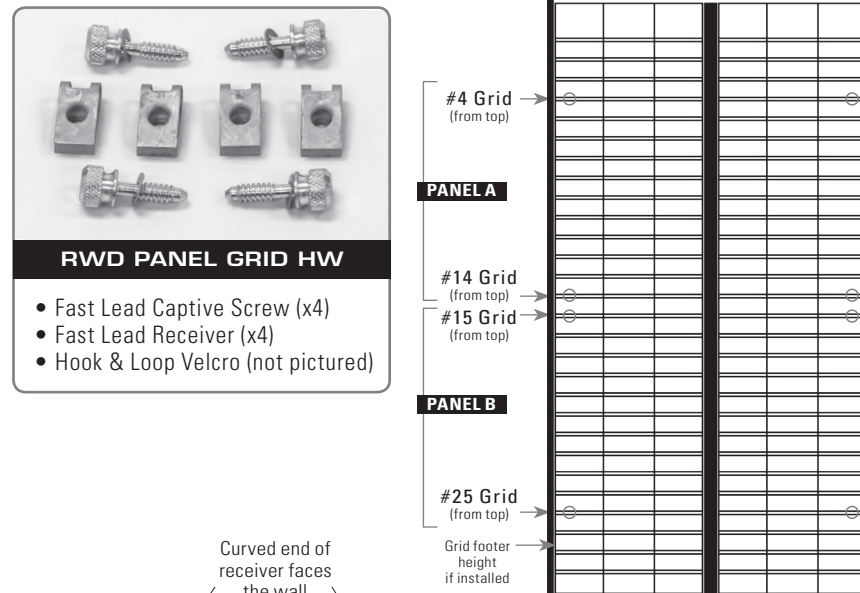 RWD PANEL GRID HW
• Fast Lead Captive Screw (x4)
• Fast Lead Receiver (x4)
• Hook & Loop Velcro (not pictured)
#4 Grid
(from top)
PANEL A
#14 Grid
(from top)
#15 Grid
(from top)
PANEL B
#25 Grid
(from top)
Grid footer
height
if installed
Curved end of
receiver faces
the wall